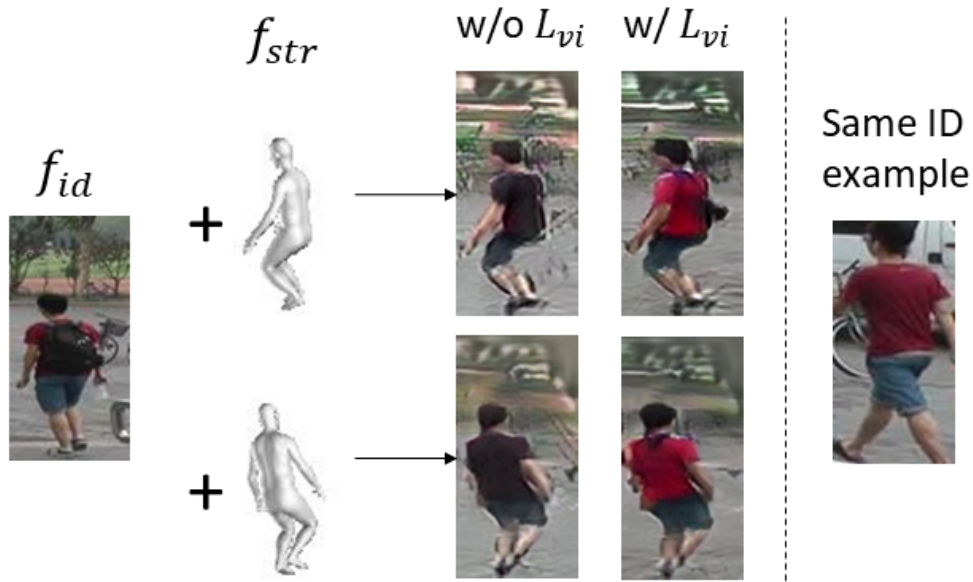 f_str
w/o L_vi
w/ L_vi
Same ID
example
f_id
+
+